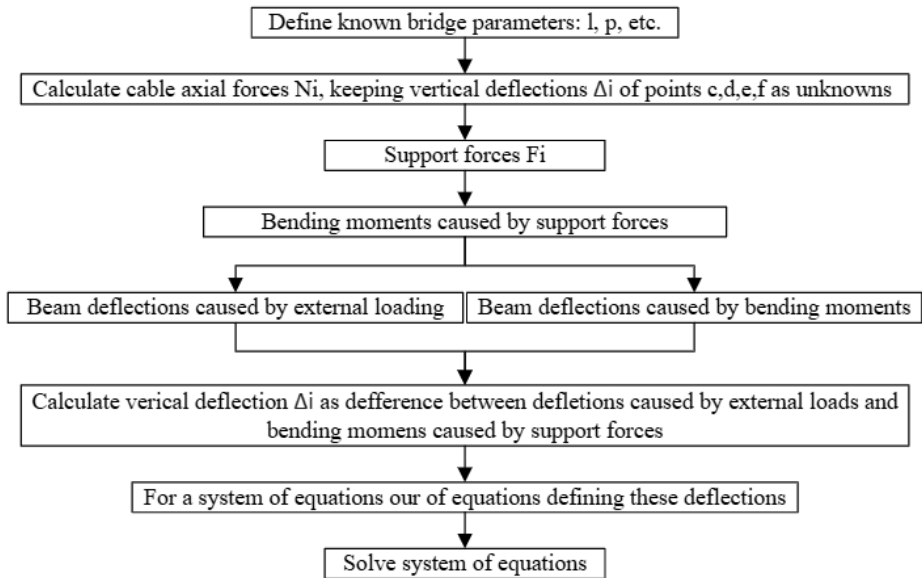 Define known bridge parameters: l, p, etc.
Calculate cable axial forces Ni, keeping vertical deflections Δi of points c,d,e,f as unknowns
Support forces Fi
Bending moments caused by support forces
Beam deflections caused by external loading
Beam deflections caused by bending moments
Calculate verical deflection Δi as defference between defletions caused by external loads and
bending momens caused by support forces
For a system of equations our of equations defining these deflections
Solve system of equations